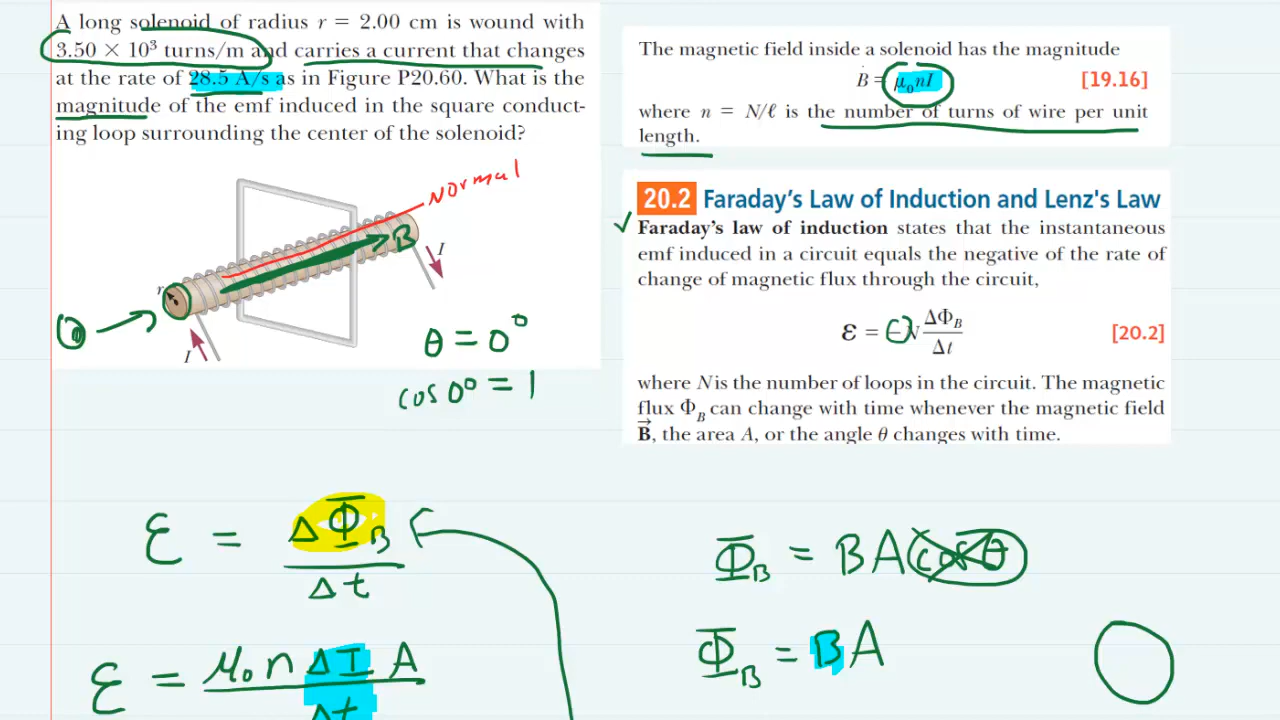 A long solenoid of radius r = 2.00 cm is wound with
3.50 × 10³ turns/m and carries a current that changes
at the rate of 28.5 A/s as in Figure P20.60. What is the
magnitude of the emf induced in the square conduct-
ing loop surrounding the center of the solenoid?
Normal
B
I
r
I
θ = 0°
cos 0° = 1
ε = ΔΦB / Δt
ε = μ₀ n ΔI A / Δt
The magnetic field inside a solenoid has the magnitude
B = μ₀nI [19.16]
where n = N/ℓ is the number of turns of wire per unit
length.
20.2 Faraday's Law of Induction and Lenz's Law
Faraday's law of induction states that the instantaneous
emf induced in a circuit equals the negative of the rate of
change of magnetic flux through the circuit,
ε = −N ΔΦB / Δt [20.2]
where N is the number of loops in the circuit. The magnetic
flux ΦB can change with time whenever the magnetic field
B⃗, the area A, or the angle θ changes with time.
ΦB = BA cos θ
ΦB = BA